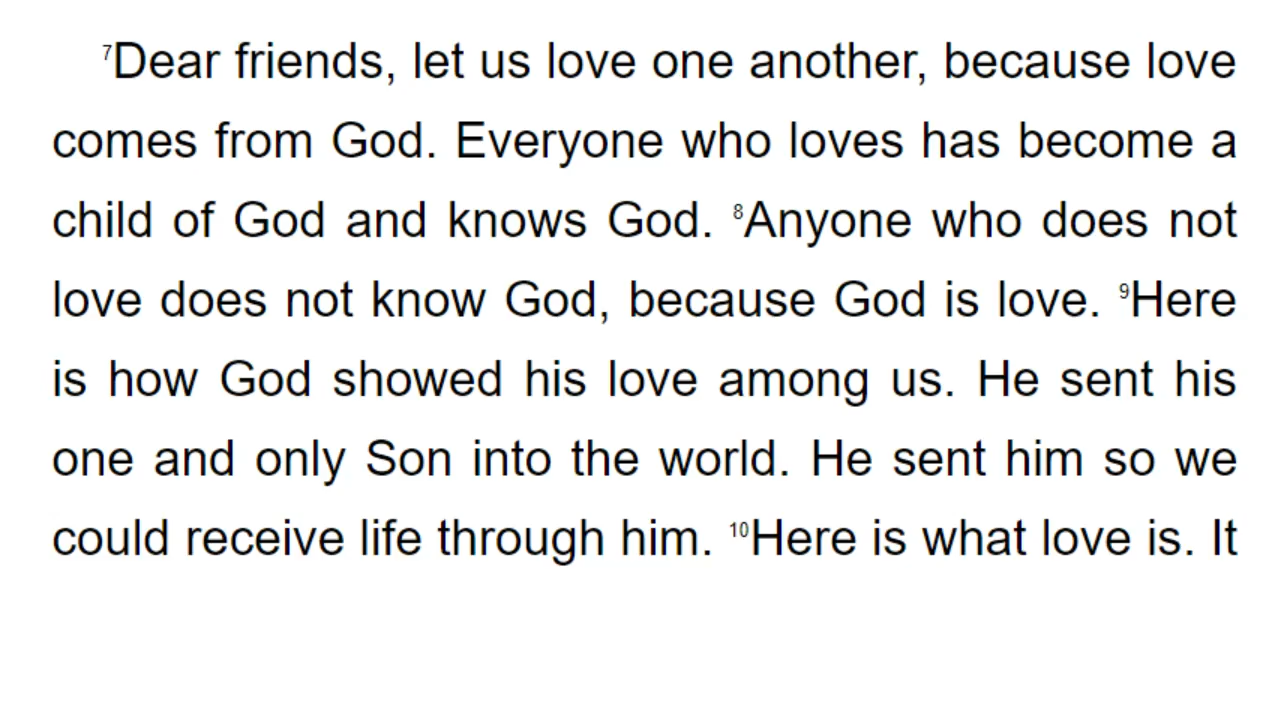 ⁷Dear friends, let us love one another, because love
comes from God. Everyone who loves has become a
child of God and knows God. ⁸Anyone who does not
love does not know God, because God is love. ⁹Here
is how God showed his love among us. He sent his
one and only Son into the world. He sent him so we
could receive life through him. ¹⁰Here is what love is. It